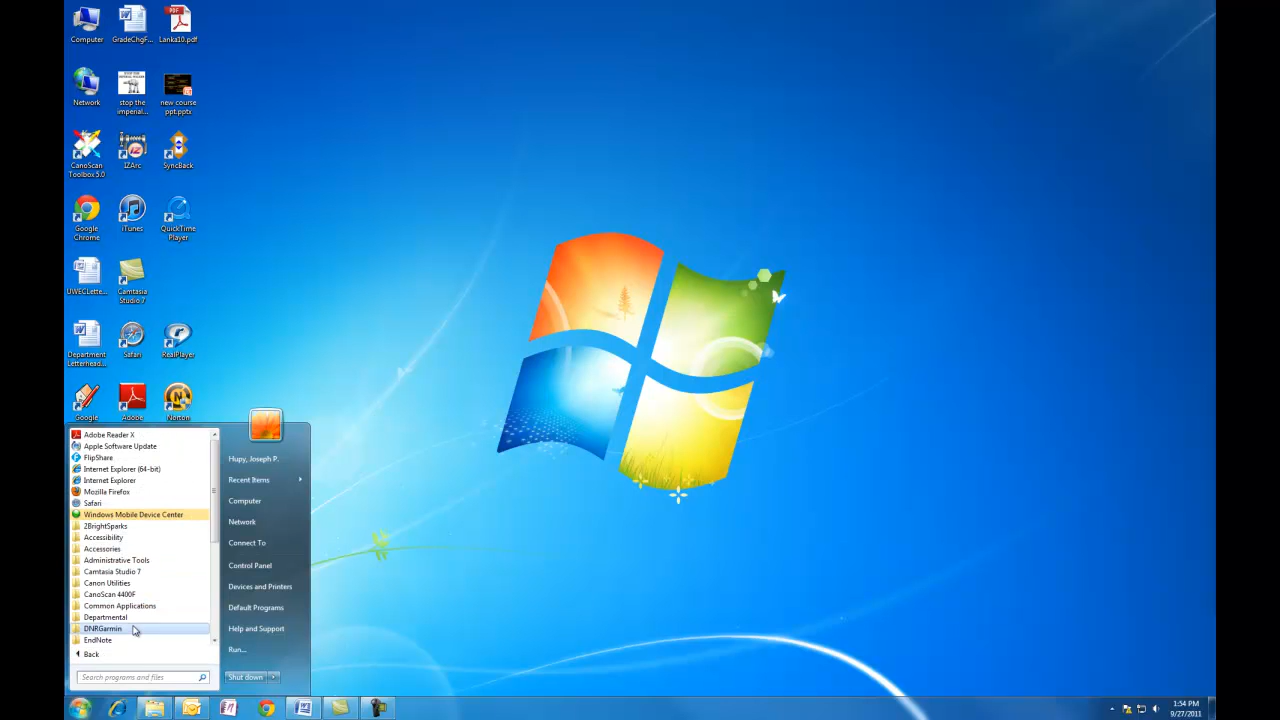 Computer
GradeChgF...
Lanka10.pdf
Network
stop the
imperial...
new course
ppt.pptx
CanoScan
Toolbox 5.0
IZArc
SyncBack
Google
Chrome
iTunes
QuickTime
Player
UWECLette...
Camtasia
Studio 7
Department
Letterhead...
Safari
RealPlayer
Google
Adobe
Norton
Adobe Reader X
Apple Software Update
FlipShare
Internet Explorer (64-bit)
Internet Explorer
Mozilla Firefox
Safari
Windows Mobile Device Center
2BrightSparks
Accessibility
Accessories
Administrative Tools
Camtasia Studio 7
Canon Utilities
CanoScan 4400F
Common Applications
Departmental
DNRGarmin
EndNote
Back
Search programs and files
Hupy, Joseph P.
Recent Items
Computer
Network
Connect To
Control Panel
Devices and Printers
Default Programs
Help and Support
Run...
Shut down
1:54 PM
9/27/2011